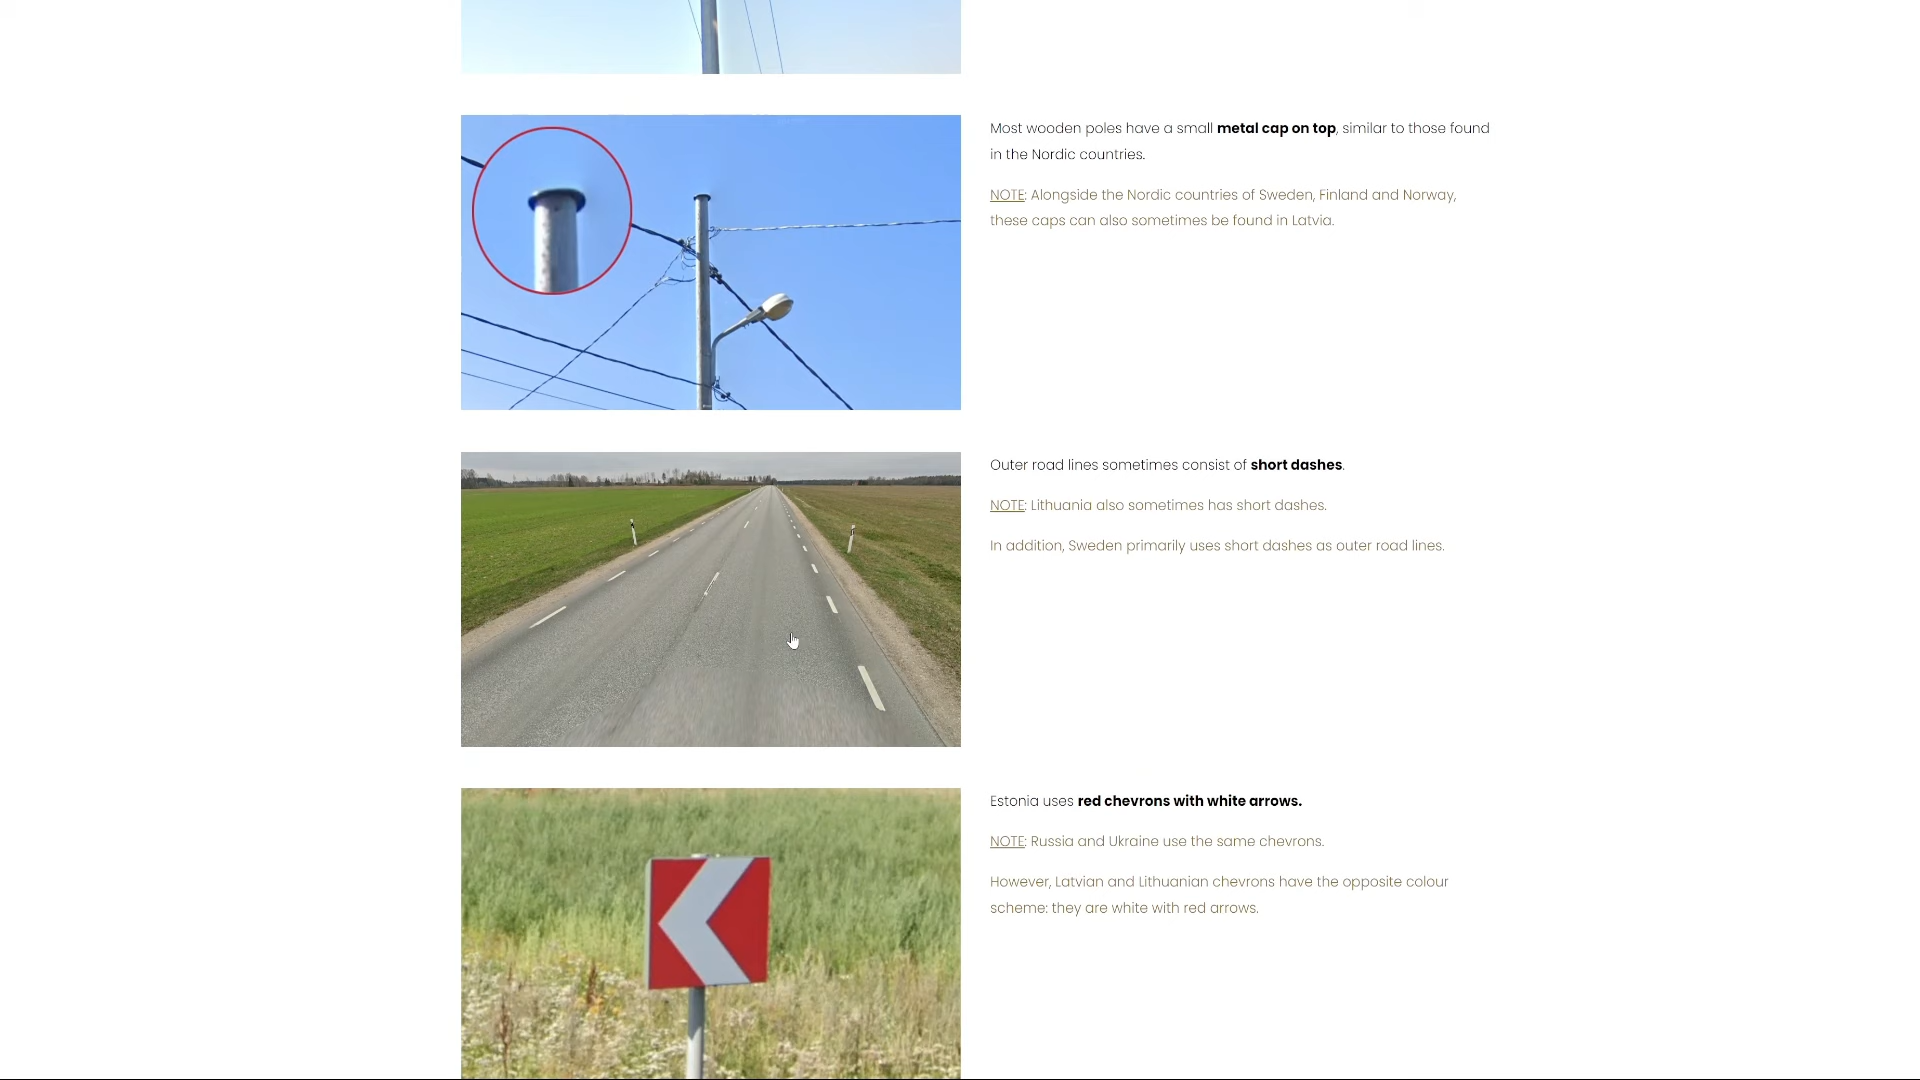 Most wooden poles have a small metal cap on top, similar to those found
in the Nordic countries.
NOTE: Alongside the Nordic countries of Sweden, Finland and Norway,
these caps can also sometimes be found in Latvia.
Outer road lines sometimes consist of short dashes.
NOTE: Lithuania also sometimes has short dashes.
In addition, Sweden primarily uses short dashes as outer road lines.
Estonia uses red chevrons with white arrows.
NOTE: Russia and Ukraine use the same chevrons.
However, Latvian and Lithuanian chevrons have the opposite colour
scheme: they are white with red arrows.